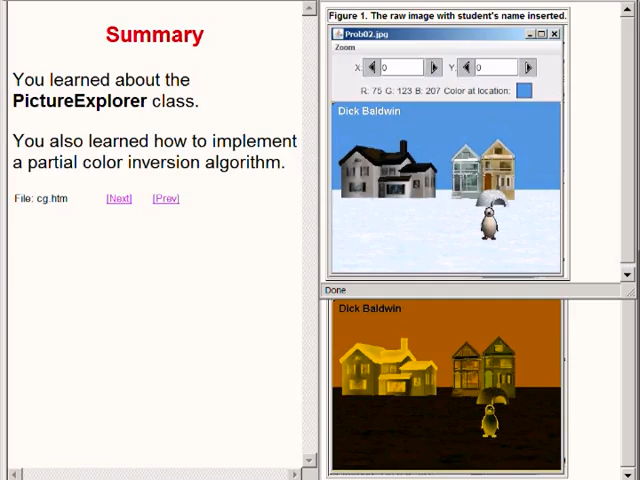 Summary
You learned about the
PictureExplorer class.
You also learned how to implement
a partial color inversion algorithm.
File: cg.htm [Next] [Prev]
Figure 1. The raw image with student's name inserted.
Prob02.jpg
Zoom
X: 0 Y: 0
R: 75 G: 123 B: 207 Color at location:
Dick Baldwin
Done
Dick Baldwin